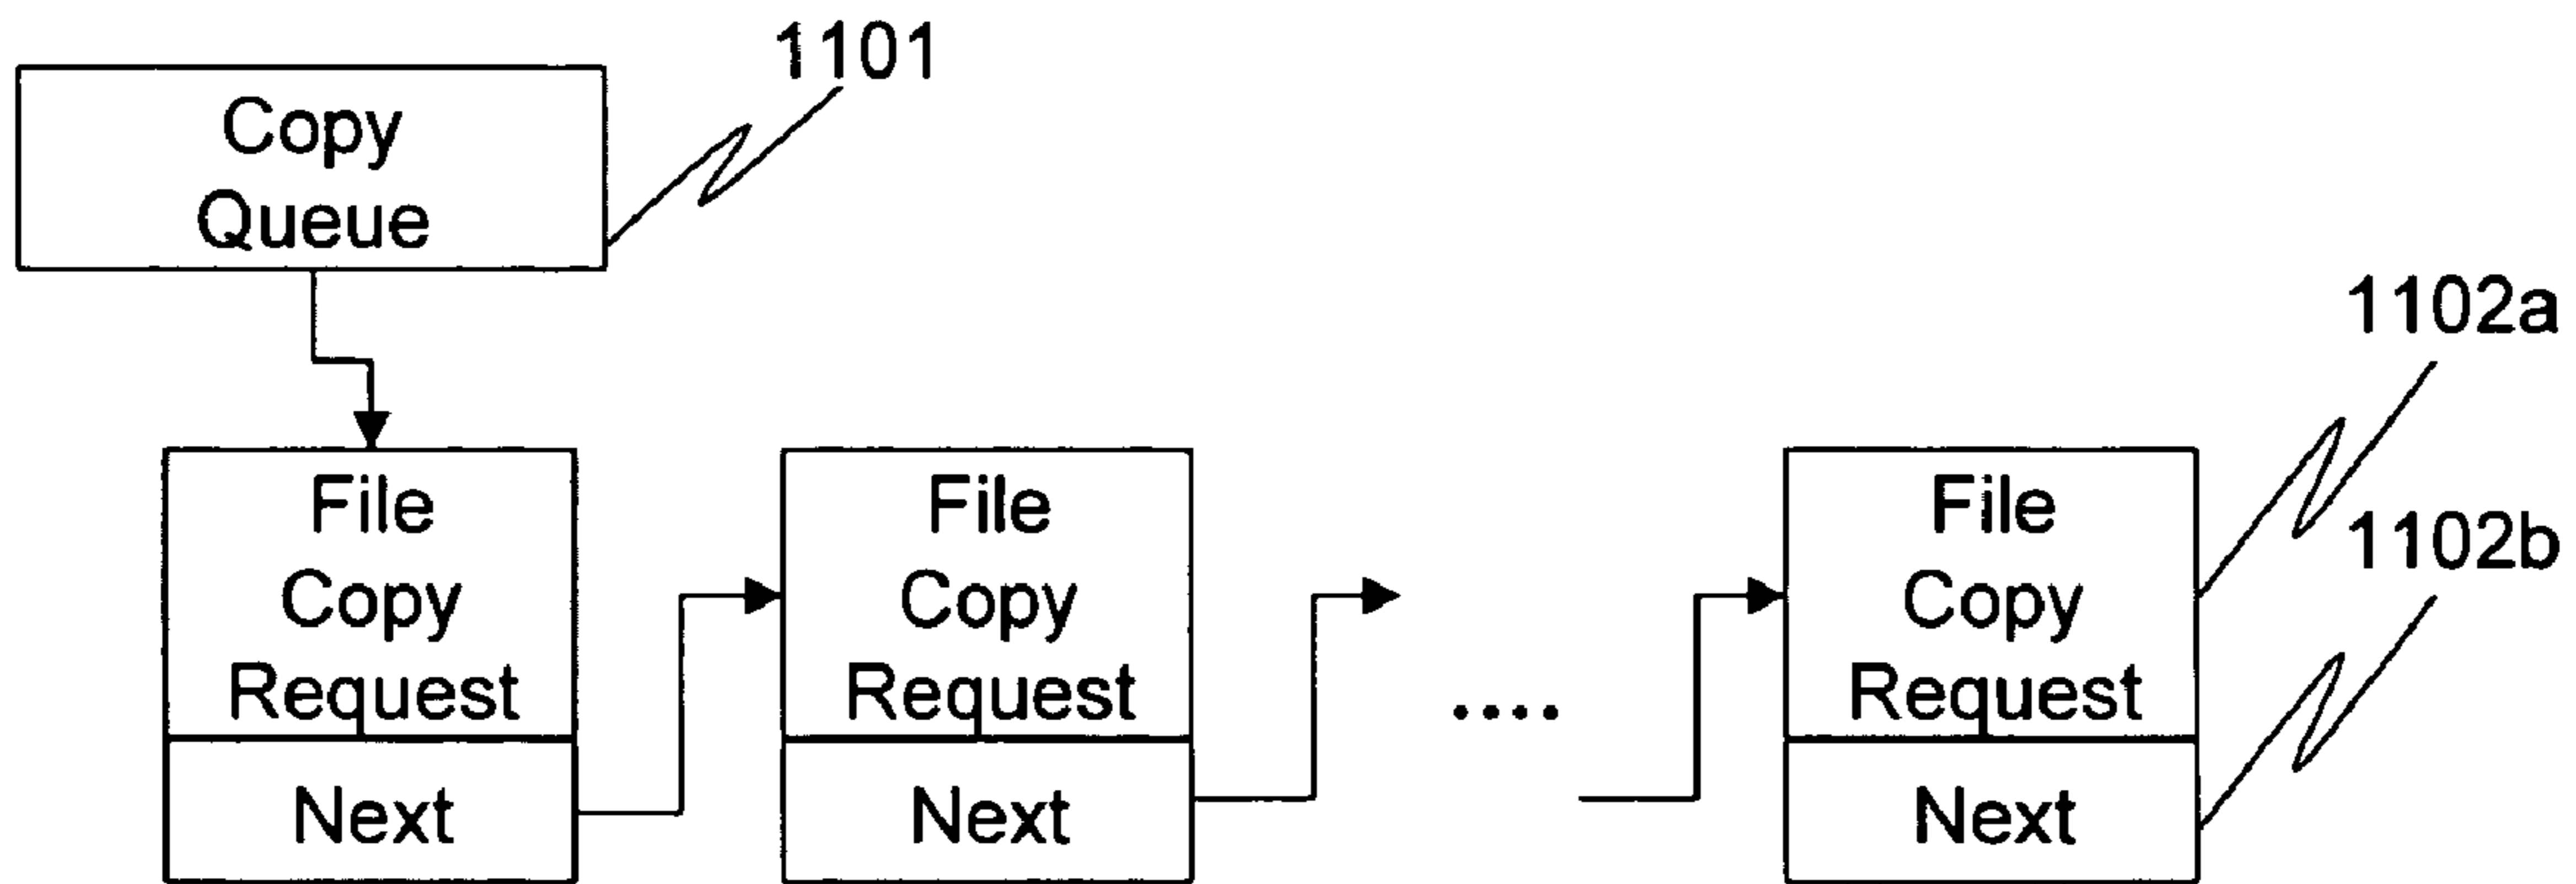 1101
Copy
Queue
1102a
File
Copy
Request
Next
File
Copy
Request
Next
....
File
Copy
Request
Next
1102b